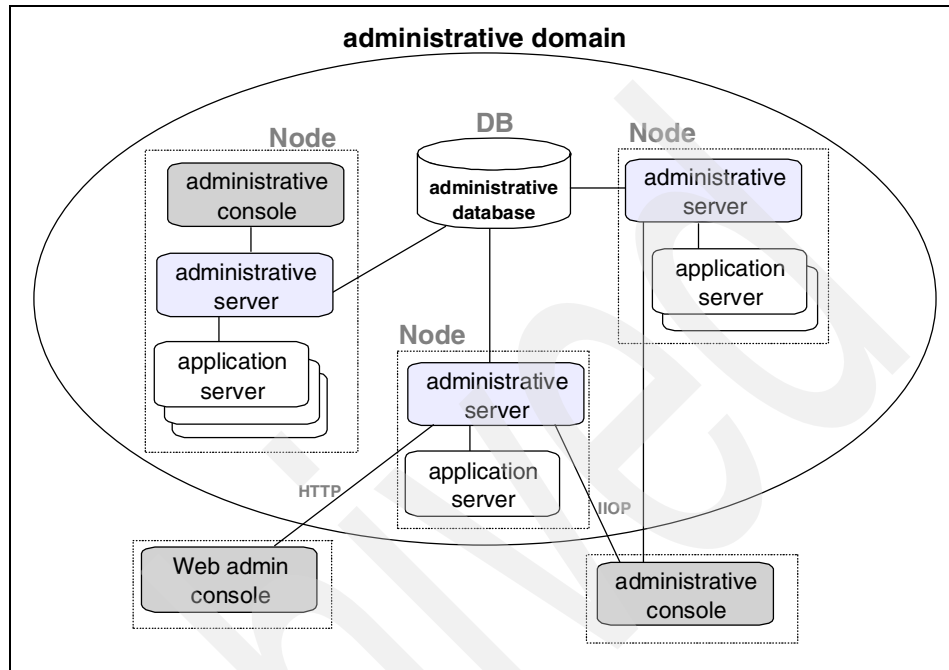 administrative domain
Node
administrative
console
administrative
server
application
server
DB
administrative
database
Node
administrative
server
application
server
Node
administrative
server
application
server
HTTP
IIOP
Web admin
console
administrative
console